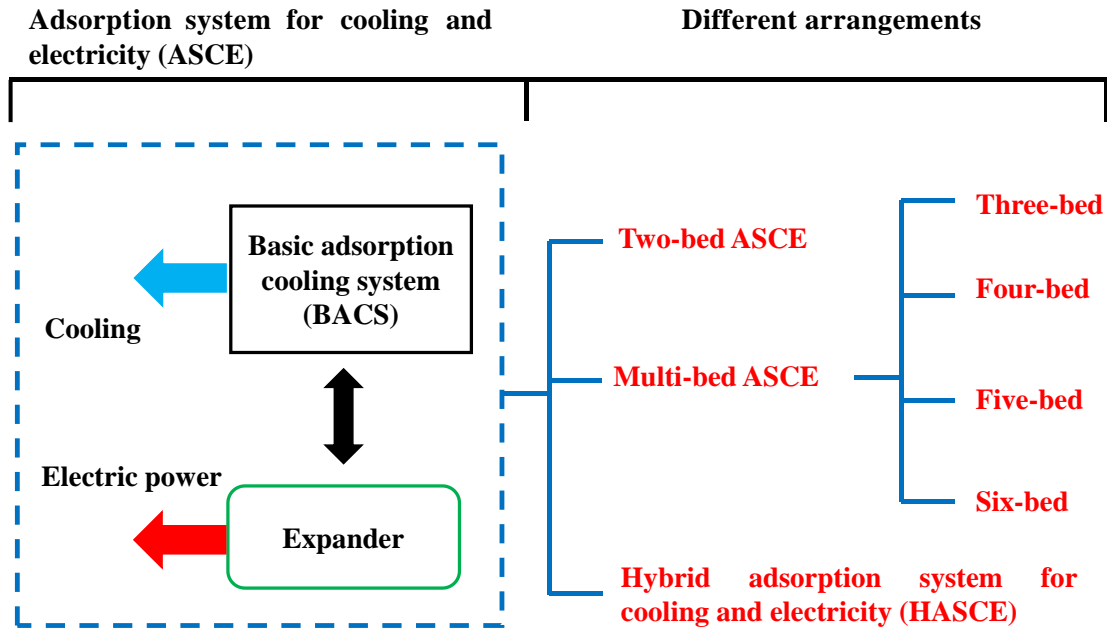 Adsorption system for cooling and
electricity (ASCE)
Different arrangements
Basic adsorption
cooling system
(BACS)
Cooling
Electric power
Expander
Two-bed ASCE
Multi-bed ASCE
Hybrid adsorption system for
cooling and electricity (HASCE)
Three-bed
Four-bed
Five-bed
Six-bed